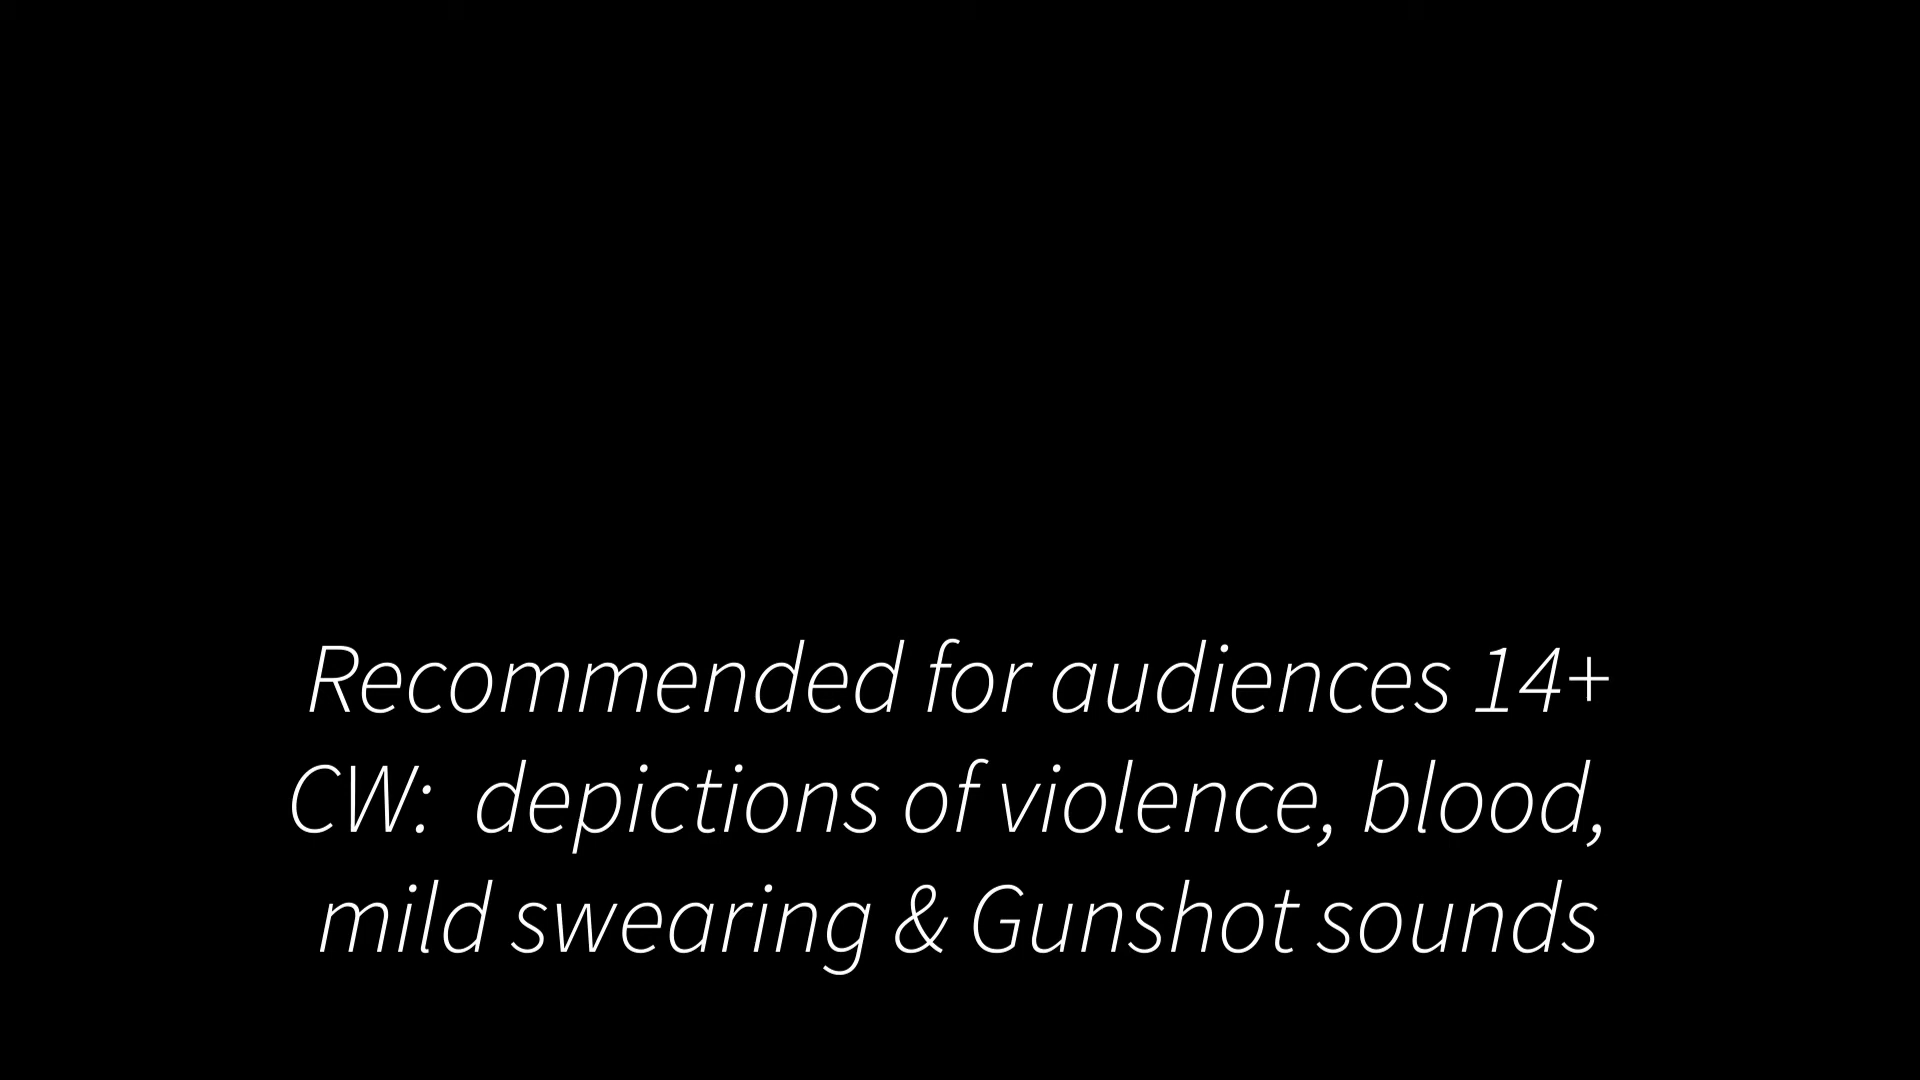 Recommended for audiences 14+
CW:  depictions of violence, blood,
mild swearing & Gunshot sounds